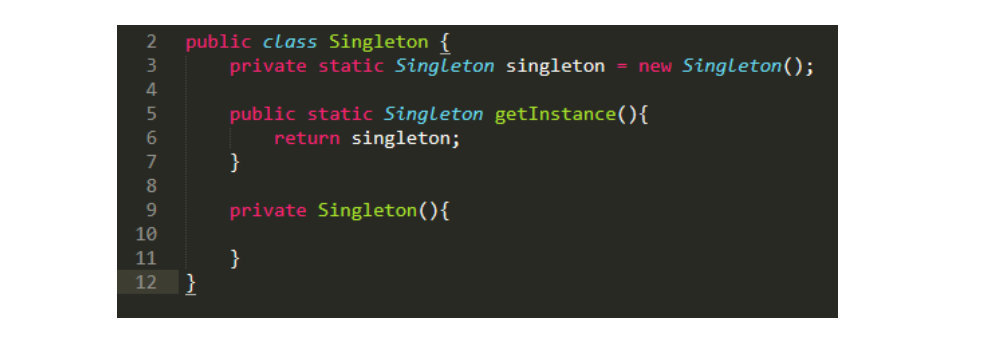 2 public class Singleton {
3     private static Singleton singleton = new Singleton();
4
5     public static Singleton getInstance(){
6         return singleton;
7     }
8
9     private Singleton(){
10
11     }
12 }